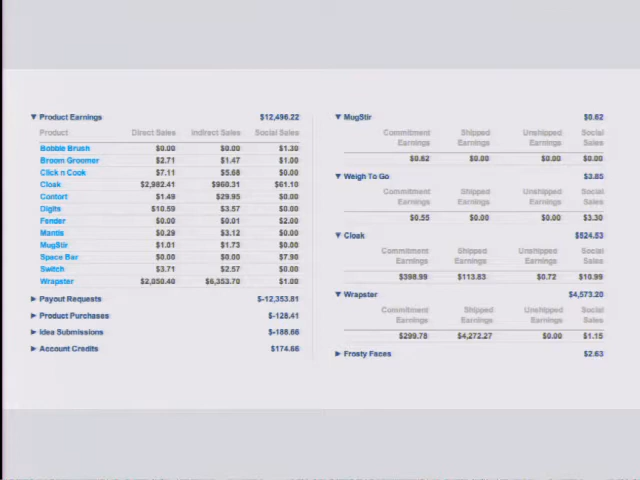 ▼ Product Earnings $12,496.22
Product Direct Sales Indirect Sales Social Sales
Bobble Brush $0.00 $0.00 $1.30
Broom Groomer $2.71 $1.47 $1.00
Click n Cook $7.11 $5.68 $0.00
Cloak $2,992.41 $960.31 $61.10
Contort $1.49 $29.95 $0.00
Digits $10.59 $3.57 $0.00
Fender $0.00 $0.01 $2.00
Mantis $0.29 $3.12 $0.00
MugStir $1.01 $1.73 $0.00
Space Bar $0.00 $0.00 $7.90
Switch $3.71 $2.57 $0.00
Wrapster $2,050.40 $6,353.70 $1.00
► Payout Requests $-12,353.81
► Product Purchases $-128.41
► Idea Submissions $-188.66
► Account Credits $174.66
▼ MugStir $0.62
Commitment Earnings Shipped Earnings Unshipped Earnings Social Sales
$0.62 $0.00 $0.00 $0.00
▼ Weigh To Go $3.85
Commitment Earnings Shipped Earnings Unshipped Earnings Social Sales
$0.55 $0.00 $0.00 $3.30
▼ Cloak $524.53
Commitment Earnings Shipped Earnings Unshipped Earnings Social Sales
$398.99 $113.83 $0.72 $10.99
▼ Wrapster $4,573.20
Commitment Earnings Shipped Earnings Unshipped Earnings Social Sales
$299.78 $4,272.27 $0.00 $1.15
► Frosty Faces $2.63